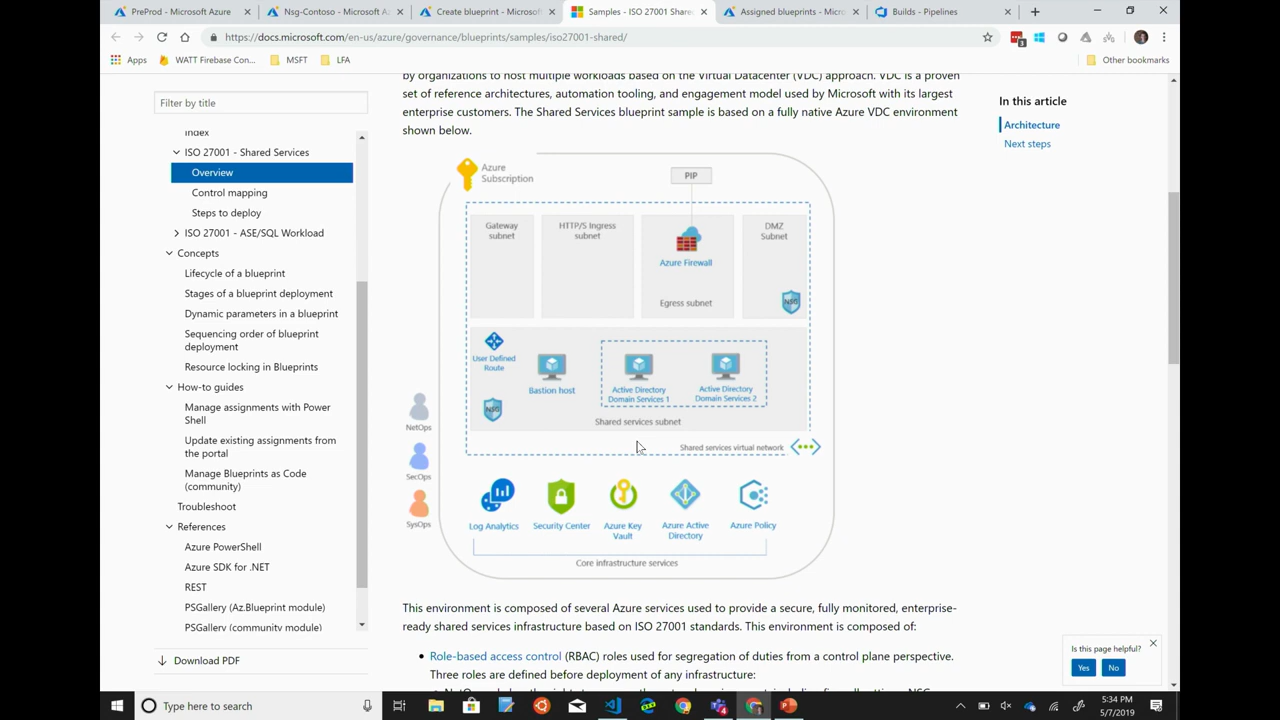 PreProd - Microsoft Azure
Nsg-Contoso - Microsoft A
Create blueprint - Microsoft
Samples - ISO 27001 Share
Assigned blueprints - Micros
Builds - Pipelines
https://docs.microsoft.com/en-us/azure/governance/blueprints/samples/iso27001-shared/
Apps
WATT Firebase Con...
MSFT
LFA
Other bookmarks
Filter by title
Index
ISO 27001 - Shared Services
Overview
Control mapping
Steps to deploy
ISO 27001 - ASE/SQL Workload
Concepts
Lifecycle of a blueprint
Stages of a blueprint deployment
Dynamic parameters in a blueprint
Sequencing order of blueprint
deployment
Resource locking in Blueprints
How-to guides
Manage assignments with Power
Shell
Update existing assignments from
the portal
Manage Blueprints as Code
(community)
Troubleshoot
References
Azure PowerShell
Azure SDK for .NET
REST
PSGallery (Az.Blueprint module)
PSGallery (community module)
Download PDF
by organizations to host multiple workloads based on the Virtual Datacenter (VDC) approach. VDC is a proven
set of reference architectures, automation tooling, and engagement model used by Microsoft with its largest
enterprise customers. The Shared Services blueprint sample is based on a fully native Azure VDC environment
shown below.
Azure
Subscription
PIP
Gateway
subnet
HTTP/S Ingress
subnet
Azure Firewall
Egress subnet
DMZ
Subnet
NSG
User Defined
Route
NSG
Bastion host
Active Directory
Domain Services 1
Active Directory
Domain Services 2
Shared services subnet
Shared services virtual network
NetOps
SecOps
SysOps
Log Analytics
Security Center
Azure Key
Vault
Azure Active
Directory
Azure Policy
Core infrastructure services
This environment is composed of several Azure services used to provide a secure, fully monitored, enterprise-
ready shared services infrastructure based on ISO 27001 standards. This environment is composed of:
• Role-based access control (RBAC) roles used for segregation of duties from a control plane perspective.
Three roles are defined before deployment of any infrastructure:
In this article
Architecture
Next steps
Is this page helpful?
Yes
No
Type here to search
5:34 PM
5/7/2019